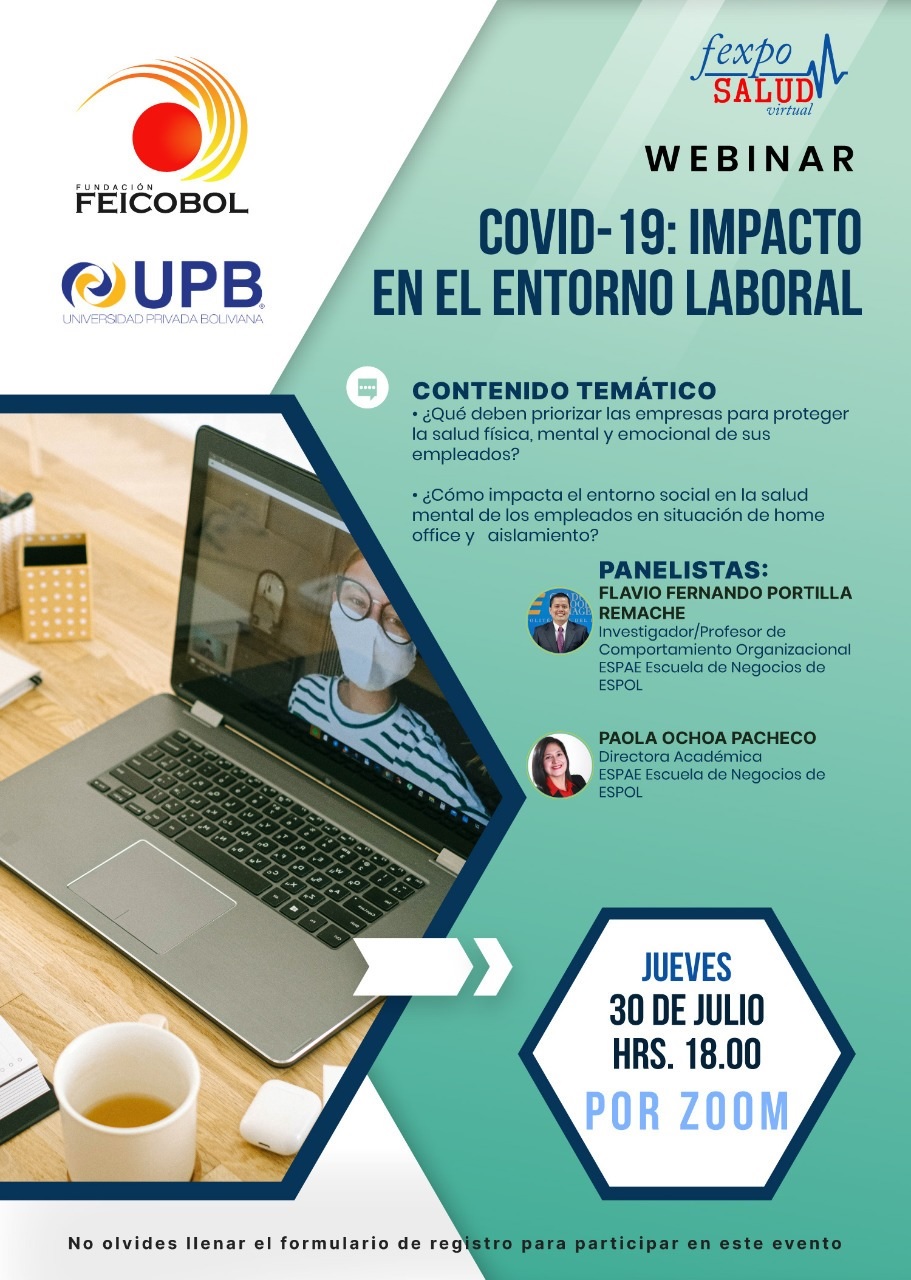 FUNDACIÓN
FEICOBOL
UPB
UNIVERSIDAD PRIVADA BOLIVIANA
fexpo
SALUD
virtual
WEBINAR
COVID-19: IMPACTO
EN EL ENTORNO LABORAL
CONTENIDO TEMÁTICO
• ¿Qué deben priorizar las empresas para proteger
la salud física, mental y emocional de sus
empleados?
• ¿Cómo impacta el entorno social en la salud
mental de los empleados en situación de home
office y aislamiento?
PANELISTAS:
FLAVIO FERNANDO PORTILLA
REMACHE
Investigador/Profesor de
Comportamiento Organizacional
ESPAE Escuela de Negocios de
ESPOL
PAOLA OCHOA PACHECO
Directora Académica
ESPAE Escuela de Negocios de
ESPOL
JUEVES
30 DE JULIO
HRS. 18.00
POR ZOOM
No olvides llenar el formulario de registro para participar en este evento